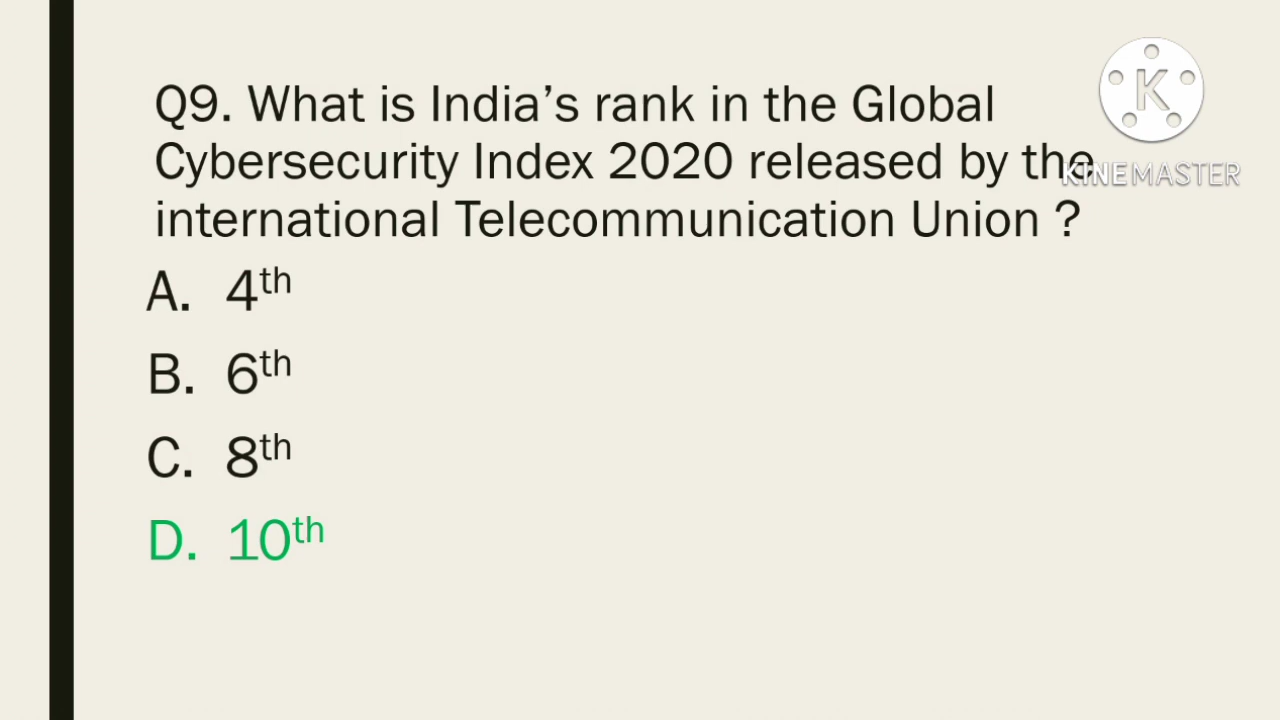 Q9. What is India’s rank in the Global
Cybersecurity Index 2020 released by the
international Telecommunication Union ?
A. 4th
B. 6th
C. 8th
D. 10th
K
KINEMASTER